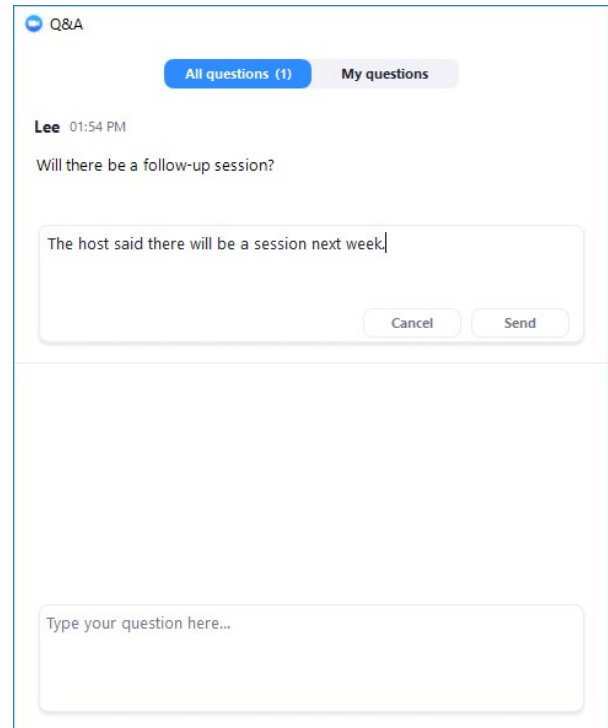 Q&A
All questions (1)
My questions
Lee 01:54 PM
Will there be a follow-up session?
The host said there will be a session next week.
Cancel
Send
Type your question here...